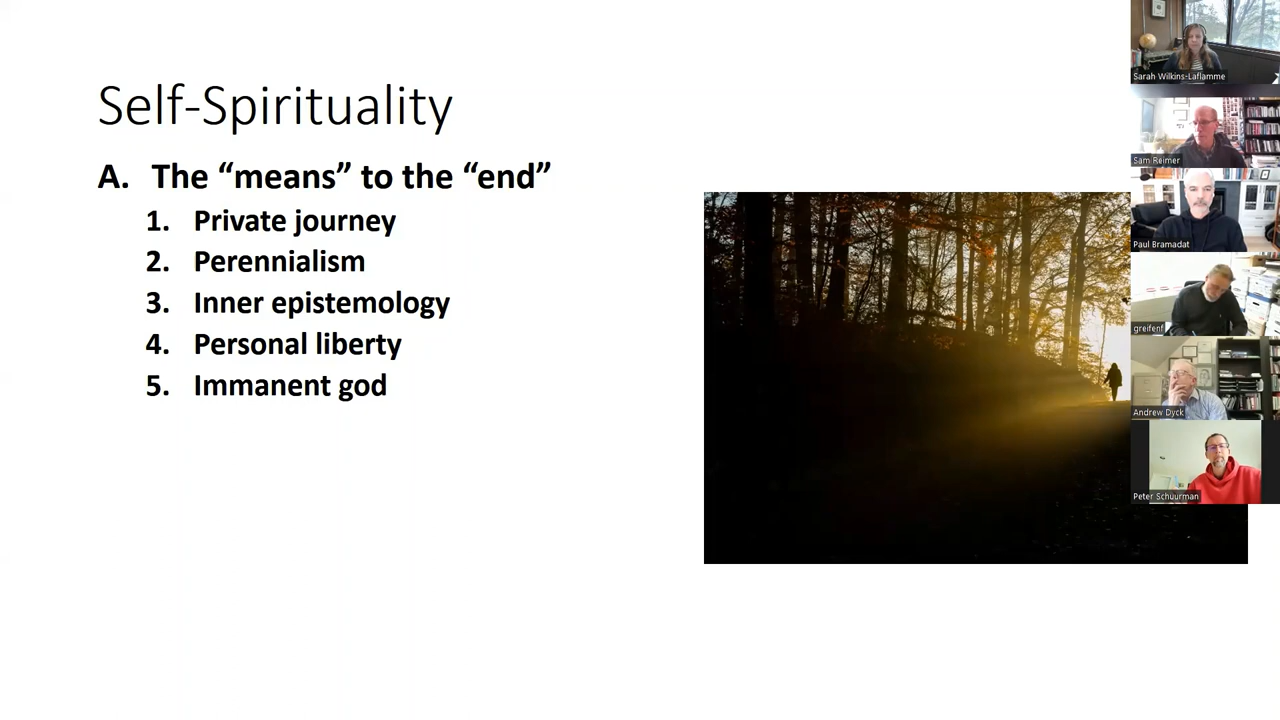 Self-Spirituality
A. The “means” to the “end”
1. Private journey
2. Perennialism
3. Inner epistemology
4. Personal liberty
5. Immanent god
Sarah Wilkins-Laflamme
Sam Reimer
Paul Bramadat
greifenf
Andrew Dyck
Peter Schuurman